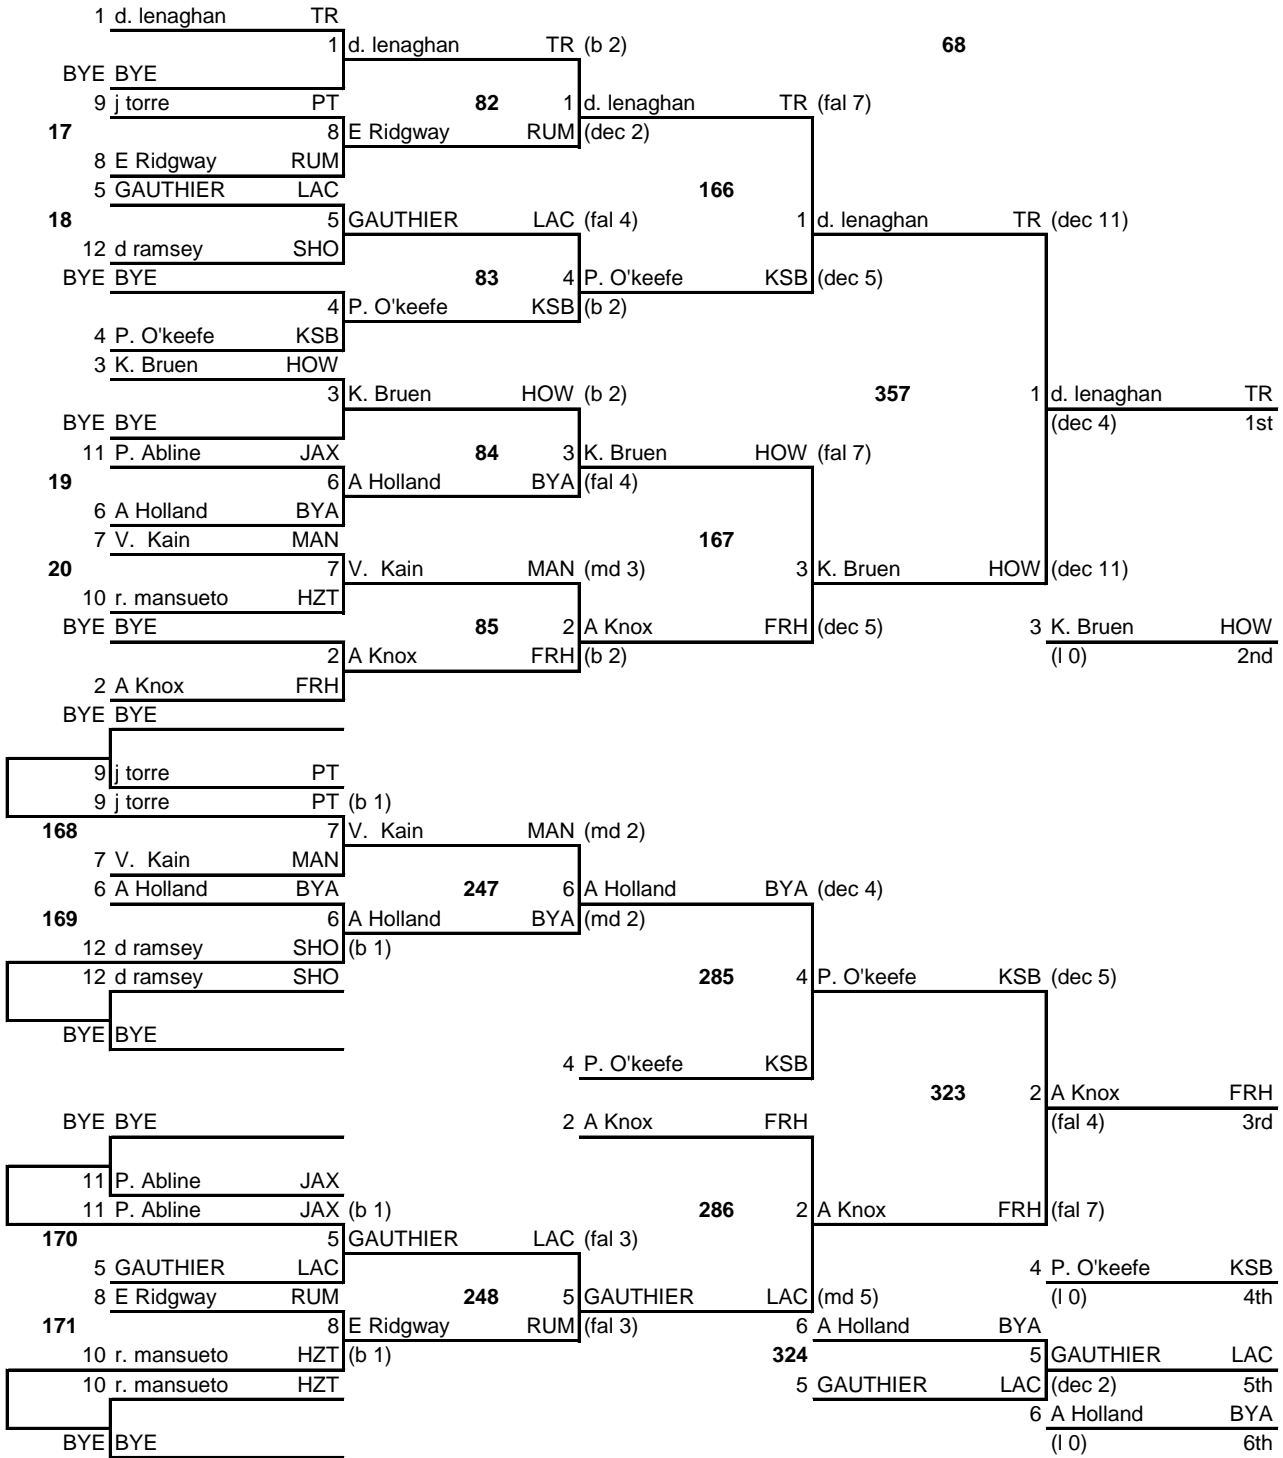 1 d. lenaghan TR
1 d. lenaghan TR (b 2) 68
BYE BYE
9 j torre PT 82 1 d. lenaghan TR (fal 7)
17 8 E Ridgway RUM (dec 2)
8 E Ridgway RUM
5 GAUTHIER LAC 166
18 5 GAUTHIER LAC (fal 4) 1 d. lenaghan TR (dec 11)
12 d ramsey SHO
BYE BYE 83 4 P. O'keefe KSB (dec 5)
4 P. O'keefe KSB (b 2)
4 P. O'keefe KSB
3 K. Bruen HOW
3 K. Bruen HOW (b 2) 357 1 d. lenaghan TR
BYE BYE (dec 4) 1st
11 P. Abline JAX 84 3 K. Bruen HOW (fal 7)
19 6 A Holland BYA (fal 4)
6 A Holland BYA
7 V. Kain MAN 167
20 7 V. Kain MAN (md 3) 3 K. Bruen HOW (dec 11)
10 r. mansueto HZT
BYE BYE 85 2 A Knox FRH (dec 5) 3 K. Bruen HOW
2 A Knox FRH (b 2) (l 0) 2nd
2 A Knox FRH
BYE BYE
9 j torre PT
9 j torre PT (b 1)
168 7 V. Kain MAN (md 2)
7 V. Kain MAN
6 A Holland BYA 247 6 A Holland BYA (dec 4)
169 6 A Holland BYA (md 2)
12 d ramsey SHO (b 1)
12 d ramsey SHO 285 4 P. O'keefe KSB (dec 5)
BYE BYE
4 P. O'keefe KSB
323 2 A Knox FRH
BYE BYE 2 A Knox FRH (fal 4) 3rd
11 P. Abline JAX
11 P. Abline JAX (b 1) 286 2 A Knox FRH (fal 7)
170 5 GAUTHIER LAC (fal 3)
5 GAUTHIER LAC 4 P. O'keefe KSB
8 E Ridgway RUM 248 5 GAUTHIER LAC (md 5) (l 0) 4th
171 8 E Ridgway RUM (fal 3) 6 A Holland BYA
10 r. mansueto HZT (b 1) 324 5 GAUTHIER LAC
10 r. mansueto HZT 5 GAUTHIER LAC (dec 2) 5th
6 A Holland BYA
BYE BYE (l 0) 6th